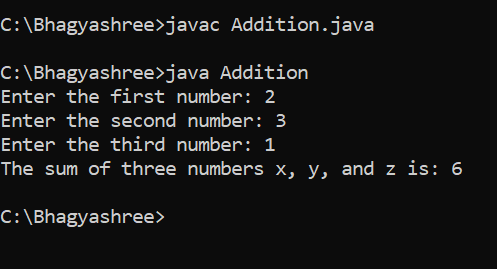 C:\Bhagyashree>javac Addition.java
C:\Bhagyashree>java Addition
Enter the first number: 2
Enter the second number: 3
Enter the third number: 1
The sum of three numbers x, y, and z is: 6
C:\Bhagyashree>